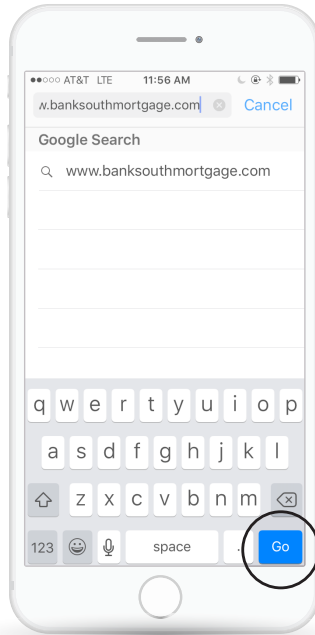 AT&T LTE 11:56 AM
w.banksouthmortgage.com Cancel
Google Search
www.banksouthmortgage.com
q w e r t y u i o p
a s d f g h j k l
z x c v b n m
123 space . Go